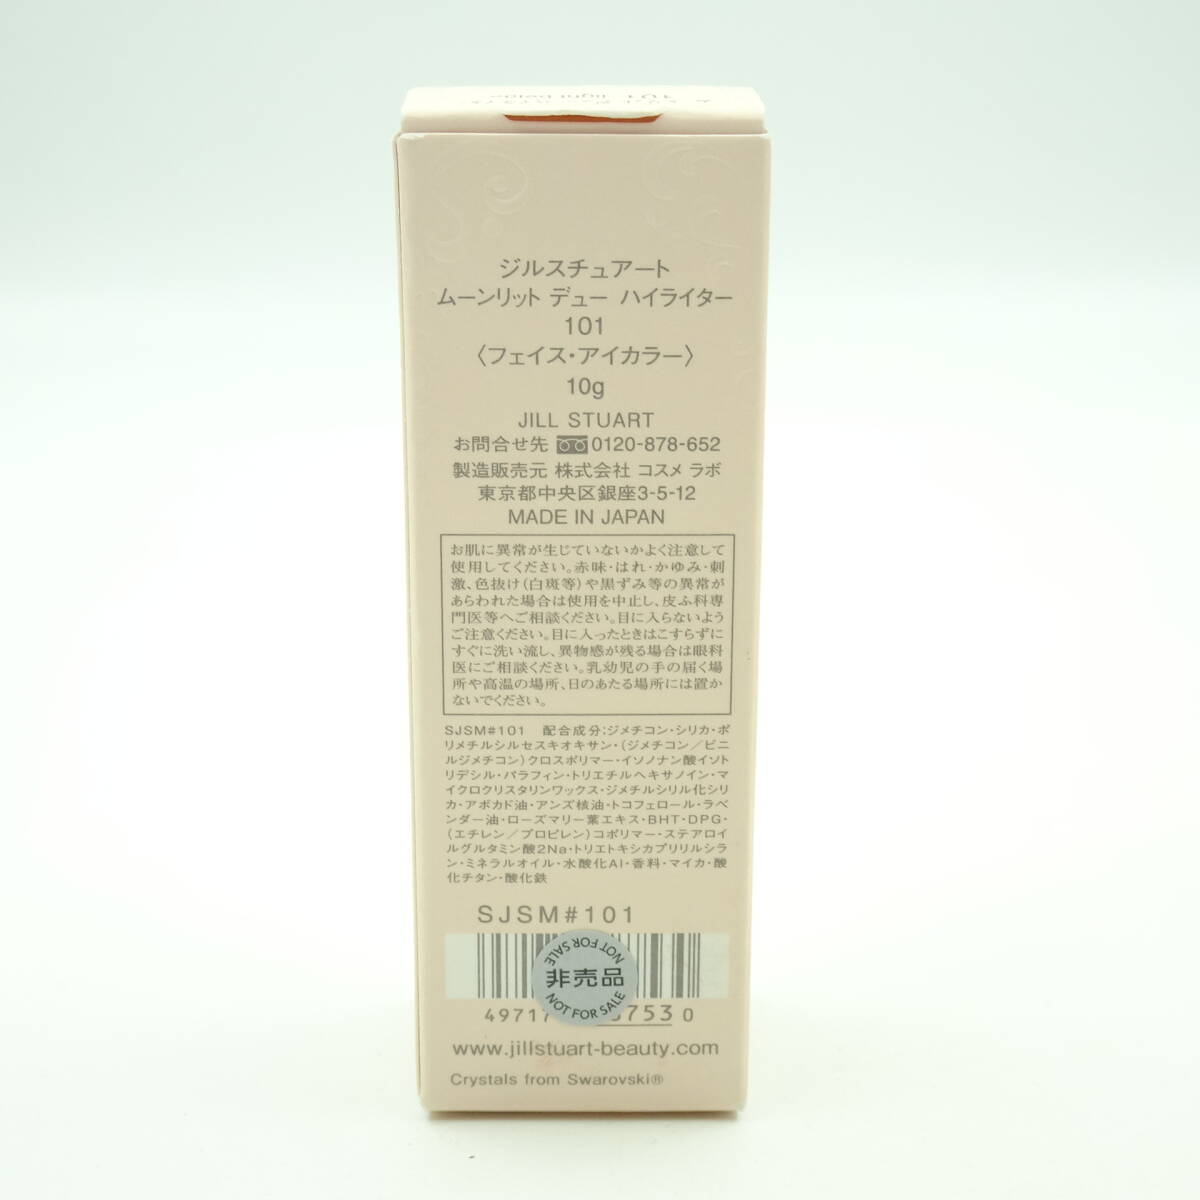 101 light beige
ジルスチュアート
ムーンリット デュー ハイライター
101
〈フェイス・アイカラー〉
10g
JILL STUART
お問合せ先 0120-878-652
製造販売元 株式会社 コスメ ラボ
東京都中央区銀座3-5-12
MADE IN JAPAN
お肌に異常が生じていないかよく注意して
使用してください。赤味・はれ・かゆみ・刺
激、色抜け(白斑等)や黒ずみ等の異常が
あらわれた場合は使用を中止し、皮ふ科専
門医等へご相談ください。目に入らないよう
ご注意ください。目に入ったときはこすらずに
すぐに洗い流し、異物感が残る場合は眼科
医にご相談ください。乳幼児の手の届く場
所や高温の場所、日のあたる場所には置か
ないでください。
SJSM#101 配合成分:ジメチコン・シリカ・ポ
リメチルシルセスキオキサン・(ジメチコン／ビニ
ルジメチコン)クロスポリマー・イソノナン酸イソト
リデシル・パラフィン・トリエチルヘキサノイン・マ
イクロクリスタリンワックス・ジメチルシリル化シリ
カ・アボカド油・アンズ核油・トコフェロール・ラベ
ンダー油・ローズマリー葉エキス・BHT・DPG・
(エチレン／プロピレン)コポリマー・ステアロイ
ルグルタミン酸2Na・トリエトキシカプリリルシラ
ン・ミネラルオイル・水酸化Al・香料・マイカ・酸
化チタン・酸化鉄
SJSM#101
NOT FOR SALE
非売品
NOT FOR SALE
49717 3753 0
www.jillstuart-beauty.com
Crystals from Swarovski®